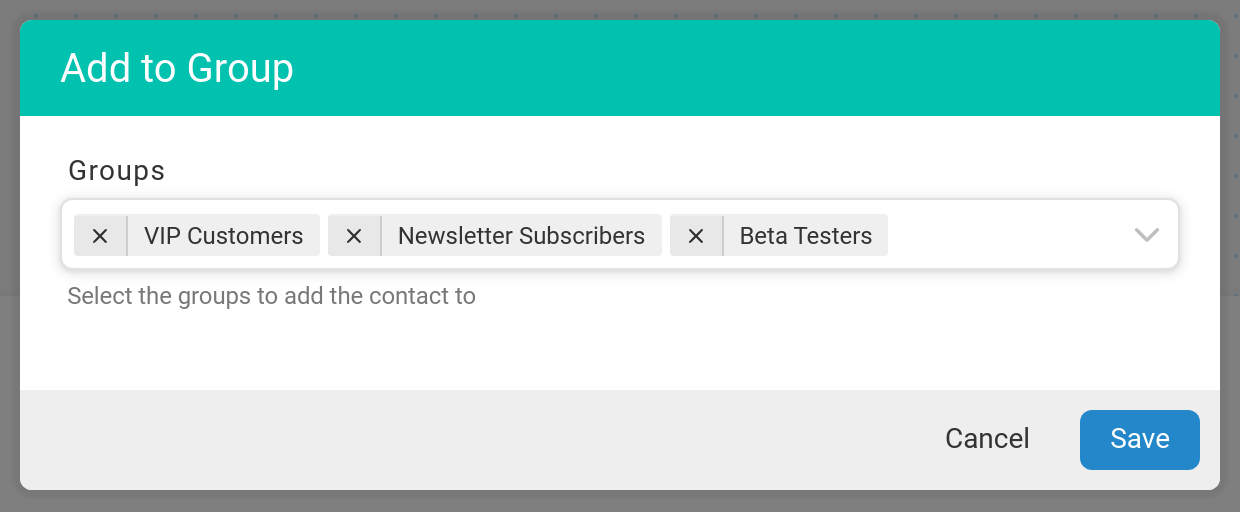 Add to Group
Groups
VIP Customers Newsletter Subscribers Beta Testers
Select the groups to add the contact to
Cancel Save